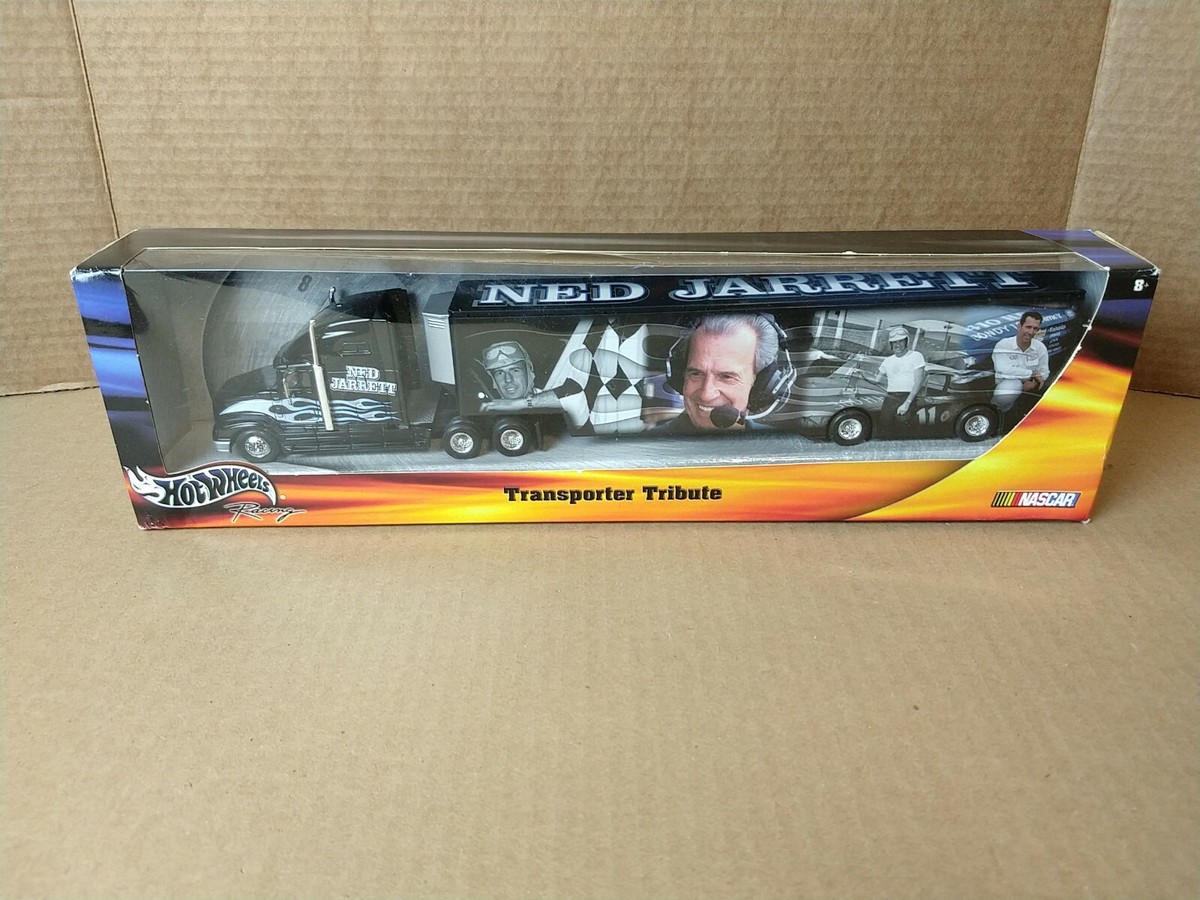 8+
NED JARRETT
NED
JARRETT
11
HOT WHEELS
Racing
Transporter Tribute
NASCAR